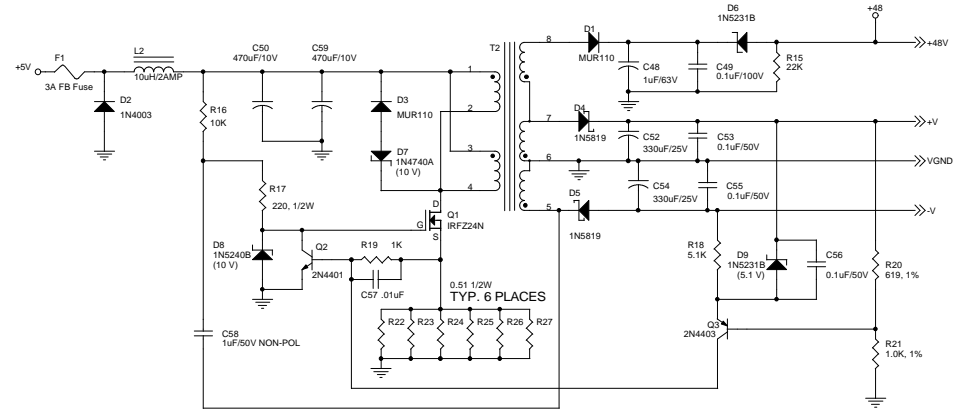 +5V
F1
3A FB Fuse
D2
1N4003
L2
10uH/2AMP
R16
10K
C50
470uF/10V
C59
470uF/10V
D3
MUR110
D7
1N4740A
(10 V)
T2
1
2
3
4
8
7
6
5
D1
MUR110
C48
1uF/63V
C49
0.1uF/100V
D6
1N5231B
R15
22K
+48
+48V
D4
1N5819
C52
330uF/25V
C53
0.1uF/50V
+V
VGND
C54
330uF/25V
C55
0.1uF/50V
D5
1N5819
-V
R17
220, 1/2W
D8
1N5240B
(10 V)
Q2
2N4401
R19
1K
C57 .01uF
D
G
S
Q1
IRFZ24N
0.51 1/2W
TYP. 6 PLACES
R22
R23
R24
R25
R26
R27
C58
1uF/50V NON-POL
R18
5.1K
D9
1N5231B
(5.1 V)
C56
0.1uF/50V
R20
619, 1%
Q3
2N4403
R21
1.0K, 1%